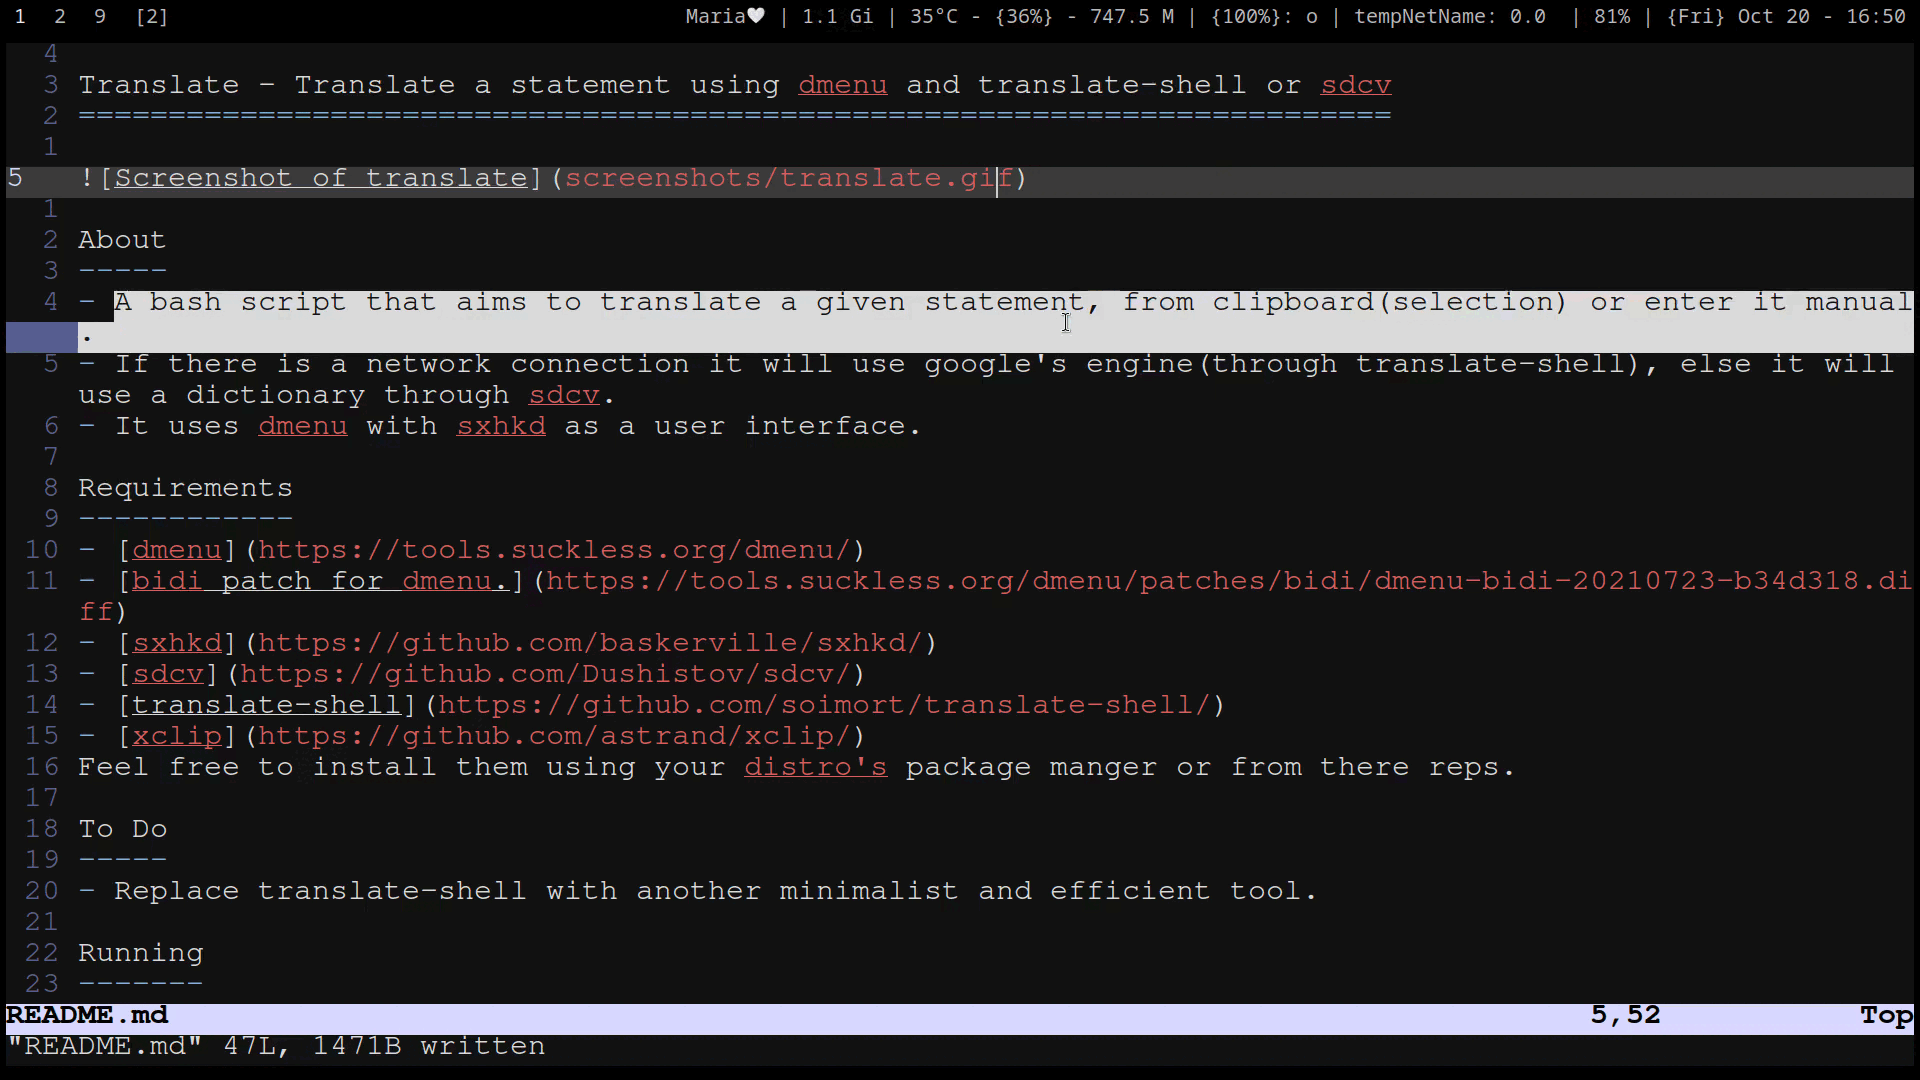 1 2 9 [2] Maria🖤 | 1.1 Gi | 35°C - {36%} - 747.5 M | {100%}: o | tempNetName: 0.0 | 81% | {Fri} Oct 20 - 16:50
4
3 Translate - Translate a statement using dmenu and translate-shell or sdcv
2 =========================================================================
1
5 ![Screenshot of translate](screenshots/translate.gif)
1
2 About
3 -----
4 - A bash script that aims to translate a given statement, from clipboard(selection) or enter it manual
.
5 - If there is a network connection it will use google's engine(through translate-shell), else it will
use a dictionary through sdcv.
6 - It uses dmenu with sxhkd as a user interface.
7
8 Requirements
9 ------------
10 - [dmenu](https://tools.suckless.org/dmenu/)
11 - [bidi patch for dmenu.](https://tools.suckless.org/dmenu/patches/bidi/dmenu-bidi-20210723-b34d318.di
ff)
12 - [sxhkd](https://github.com/baskerville/sxhkd/)
13 - [sdcv](https://github.com/Dushistov/sdcv/)
14 - [translate-shell](https://github.com/soimort/translate-shell/)
15 - [xclip](https://github.com/astrand/xclip/)
16 Feel free to install them using your distro's package manger or from there reps.
17
18 To Do
19 -----
20 - Replace translate-shell with another minimalist and efficient tool.
21
22 Running
23 -------
README.md 5,52 Top
"README.md" 47L, 1471B written